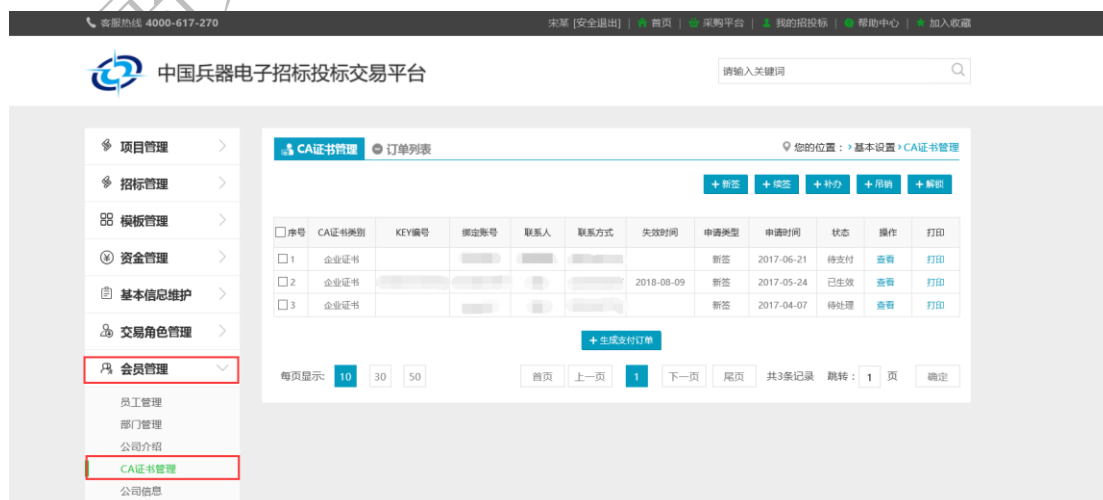 客服热线 4000-617-270
宋某 [安全退出] | 首页 | 采购平台 | 我的招投标 | 帮助中心 | 加入收藏
中国兵器电子招标投标交易平台
请输入关键词
项目管理
招标管理
模板管理
资金管理
基本信息维护
交易角色管理
会员管理
员工管理
部门管理
公司介绍
CA证书管理
公司信息
CA证书管理 订单列表
您的位置：›基本设置›CA证书管理
+新签 +续签 +补办 +吊销 +解锁
序号 CA证书类别 KEY编号 绑定账号 联系人 联系方式 失效时间 申请类型 申请时间 状态 操作 打印
1 企业证书 新签 2017-06-21 待支付 查看 打印
2 企业证书 2018-08-09 新签 2017-05-24 已生效 查看 打印
3 企业证书 新签 2017-04-07 待处理 查看 打印
+生成支付订单
每页显示: 10 30 50 首页 上一页 1 下一页 尾页 共3条记录 跳转：1 页 确定